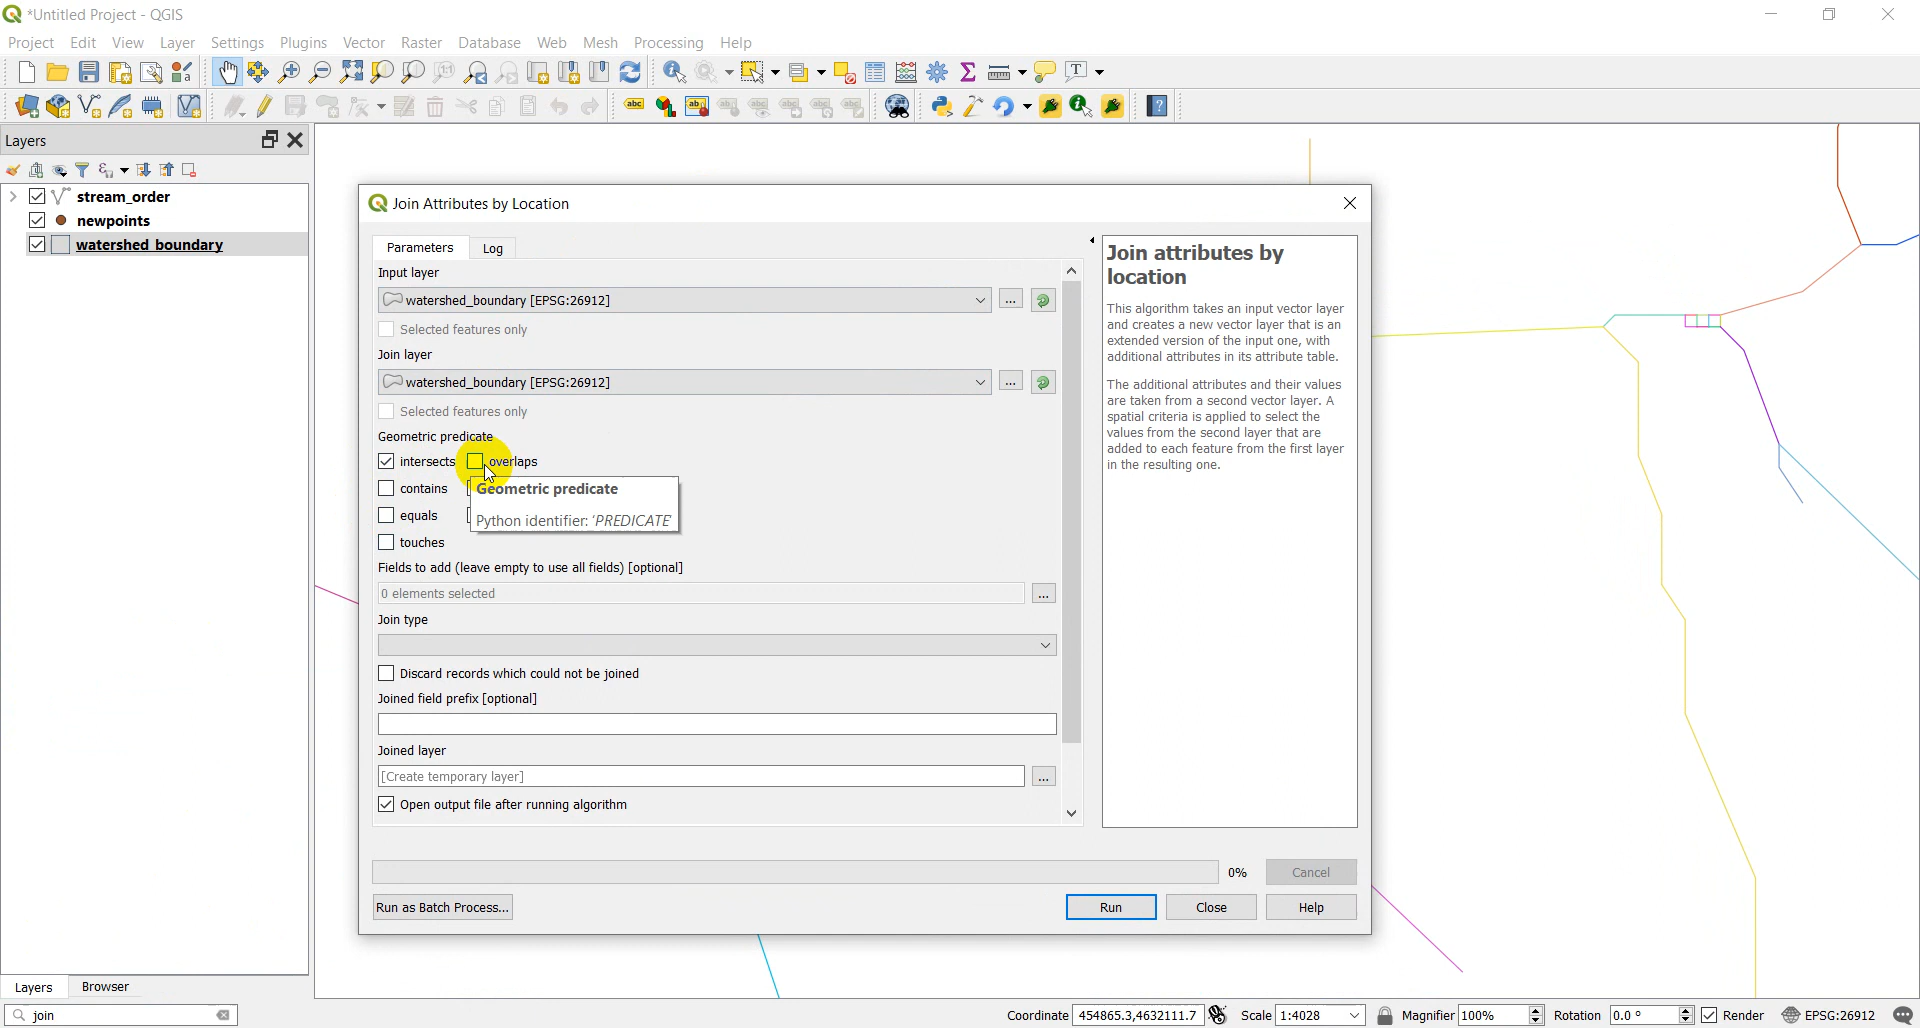 *Untitled Project - QGIS
Project Edit View Layer Settings Plugins Vector Raster Database Web Mesh Processing Help
Layers
stream_order
newpoints
watershed_boundary
Join Attributes by Location
Parameters Log
Input layer
watershed_boundary [EPSG:26912]
Selected features only
Join layer
watershed_boundary [EPSG:26912]
Selected features only
Geometric predicate
intersects overlaps
contains
equals
touches
Geometric predicate
Python identifier: 'PREDICATE'
Fields to add (leave empty to use all fields) [optional]
0 elements selected
Join type
Discard records which could not be joined
Joined field prefix [optional]
Joined layer
[Create temporary layer]
Open output file after running algorithm
0% Cancel
Run as Batch Process... Run Close Help
Join attributes by
location
This algorithm takes an input vector layer
and creates a new vector layer that is an
extended version of the input one, with
additional attributes in its attribute table.
The additional attributes and their values
are taken from a second vector layer. A
spatial criteria is applied to select the
values from the second layer that are
added to each feature from the first layer
in the resulting one.
Layers Browser
join
Coordinate 454865.3,4632111.7 Scale 1:4028 Magnifier 100% Rotation 0.0 ° Render EPSG:26912